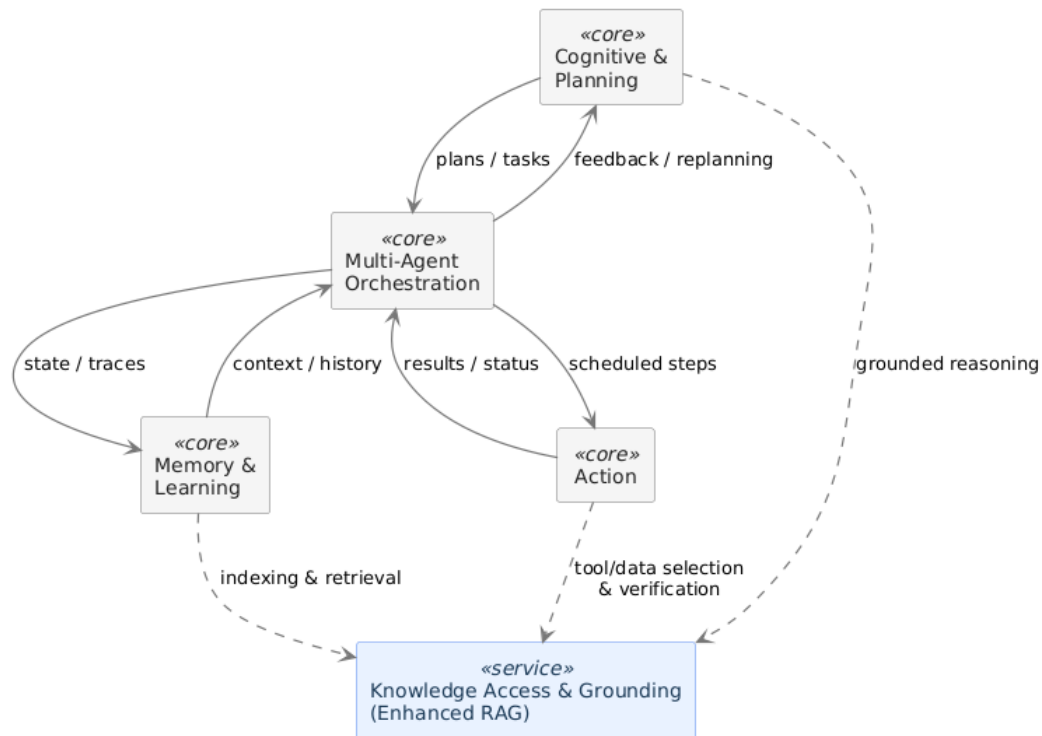 «core»
Cognitive &
Planning
plans / tasks
feedback / replanning
«core»
Multi-Agent
Orchestration
state / traces
context / history
results / status
scheduled steps
grounded reasoning
«core»
Memory &
Learning
«core»
Action
indexing & retrieval
tool/data selection
& verification
«service»
Knowledge Access & Grounding
(Enhanced RAG)